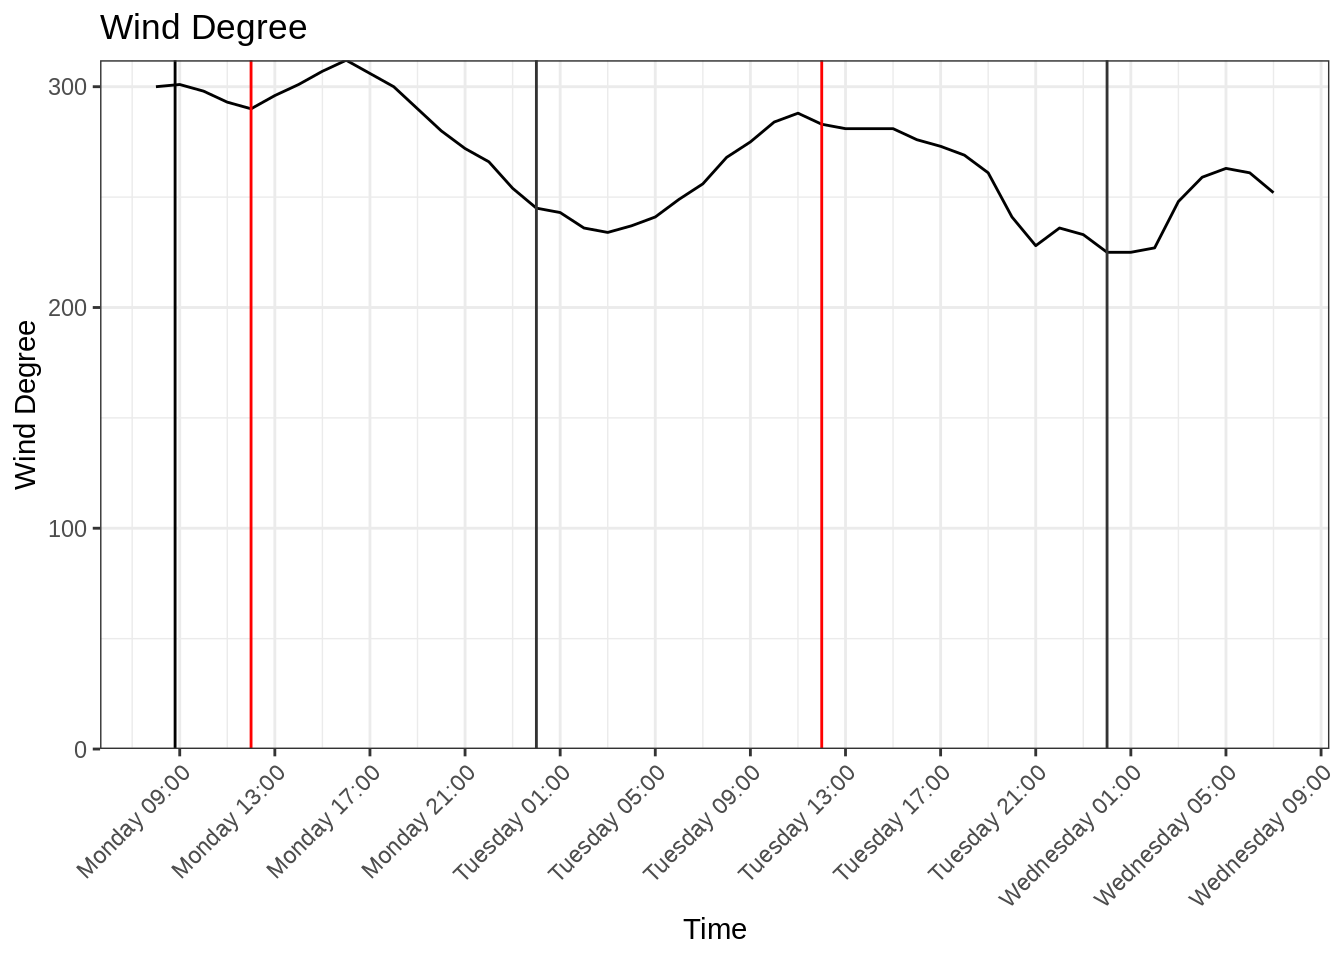 Wind Degree
300
200
100
0
Wind Degree
Monday 09:00
Monday 13:00
Monday 17:00
Monday 21:00
Tuesday 01:00
Tuesday 05:00
Tuesday 09:00
Tuesday 13:00
Tuesday 17:00
Tuesday 21:00
Wednesday 01:00
Wednesday 05:00
Wednesday 09:00
Time